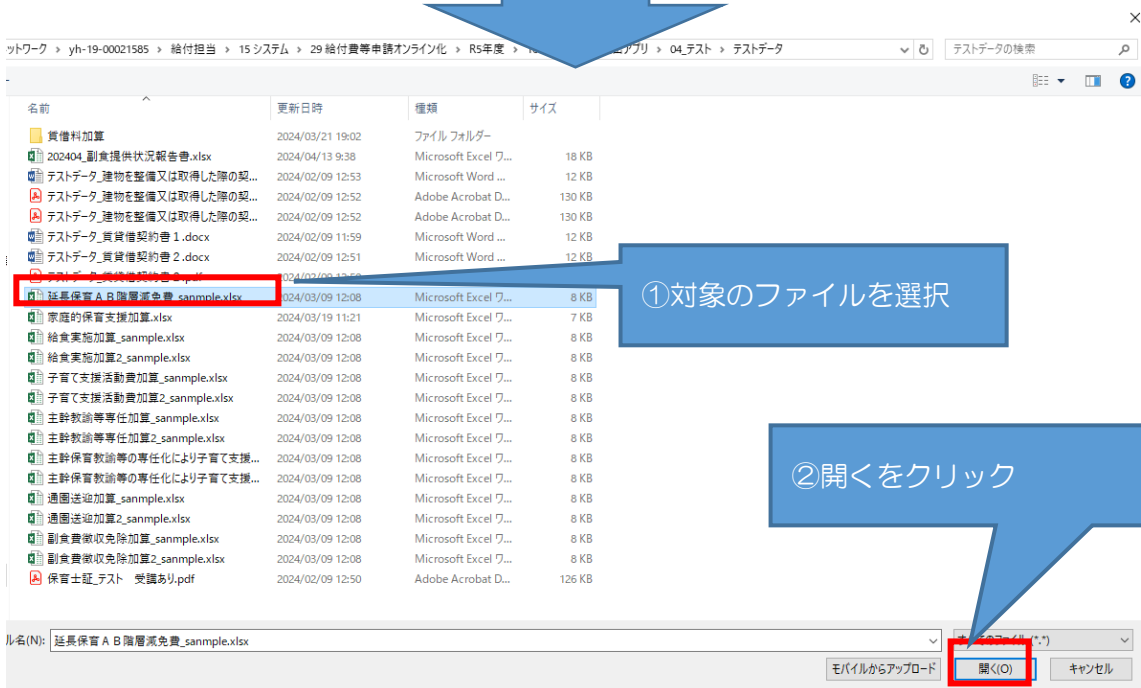 ットワーク › yh-19-00021585 › 給付担当 › 15 システム › 29 給付費等申請オンライン化 › R5年度 › アプリ › 04_テスト › テストデータ
テストデータの検索
名前 更新日時 種類 サイズ
賃借料加算 2024/03/21 19:02 ファイル フォルダー
202404_副食提供状況報告書.xlsx 2024/04/13 9:38 Microsoft Excel ワ... 18 KB
テストデータ_建物を整備又は取得した際の契... 2024/02/09 12:53 Microsoft Word ... 12 KB
テストデータ_建物を整備又は取得した際の契... 2024/02/09 12:52 Adobe Acrobat D... 130 KB
テストデータ_建物を整備又は取得した際の契... 2024/02/09 12:52 Adobe Acrobat D... 130 KB
テストデータ_賃貸借契約書1.docx 2024/02/09 11:59 Microsoft Word ... 12 KB
テストデータ_賃貸借契約書2.docx 2024/02/09 12:51 Microsoft Word ... 12 KB
延長保育AB階層減免費_sanmple.xlsx 2024/03/09 12:08 Microsoft Excel ワ... 8 KB
①対象のファイルを選択
家庭的保育支援加算.xlsx 2024/03/19 11:21 Microsoft Excel ワ... 7 KB
給食実施加算_sanmple.xlsx 2024/03/09 12:08 Microsoft Excel ワ... 8 KB
給食実施加算2_sanmple.xlsx 2024/03/09 12:08 Microsoft Excel ワ... 8 KB
子育て支援活動費加算_sanmple.xlsx 2024/03/09 12:08 Microsoft Excel ワ... 8 KB
子育て支援活動費加算2_sanmple.xlsx 2024/03/09 12:08 Microsoft Excel ワ... 8 KB
主幹教諭等専任加算_sanmple.xlsx 2024/03/09 12:08 Microsoft Excel ワ... 8 KB
主幹教諭等専任加算2_sanmple.xlsx 2024/03/09 12:08 Microsoft Excel ワ... 8 KB
主幹保育教諭等の専任化により子育て支援... 2024/03/09 12:08 Microsoft Excel ワ... 8 KB
主幹保育教諭等の専任化により子育て支援... 2024/03/09 12:08 Microsoft Excel ワ... 8 KB
②開くをクリック
通園送迎加算_sanmple.xlsx 2024/03/09 12:08 Microsoft Excel ワ... 8 KB
通園送迎加算2_sanmple.xlsx 2024/03/09 12:08 Microsoft Excel ワ... 8 KB
副食費徴収免除加算_sanmple.xlsx 2024/03/09 12:08 Microsoft Excel ワ... 8 KB
副食費徴収免除加算2_sanmple.xlsx 2024/03/09 12:08 Microsoft Excel ワ... 8 KB
保育士証_テスト 受講あり.pdf 2024/02/09 12:50 Adobe Acrobat D... 126 KB
ル名(N): 延長保育AB階層減免費_sanmple.xlsx (*.*)
モバイルからアップロード 開く(O) キャンセル